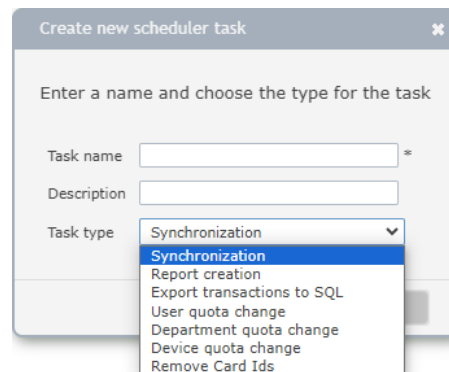 Create new scheduler task
Enter a name and choose the type for the task
Task name *
Description
Task type Synchronization
Synchronization
Report creation
Export transactions to SQL
User quota change
Department quota change
Device quota change
Remove Card Ids